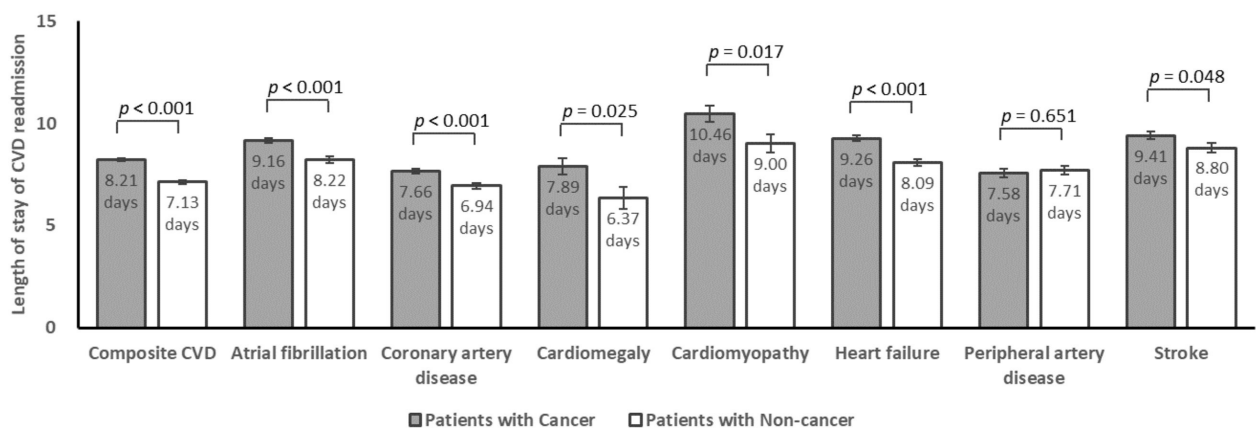 Length of stay of CVD readmission
15
10
5
0
p < 0.001
8.21
days
7.13
days
p < 0.001
9.16
days
8.22
days
p < 0.001
7.66
days
6.94
days
p = 0.025
7.89
days
6.37
days
p = 0.017
10.46
days
9.00
days
p < 0.001
9.26
days
8.09
days
p = 0.651
7.58
days
7.71
days
p = 0.048
9.41
days
8.80
days
Composite CVD
Atrial fibrillation
Coronary artery
disease
Cardiomegaly
Cardiomyopathy
Heart failure
Peripheral artery
disease
Stroke
Patients with Cancer
Patients with Non-cancer